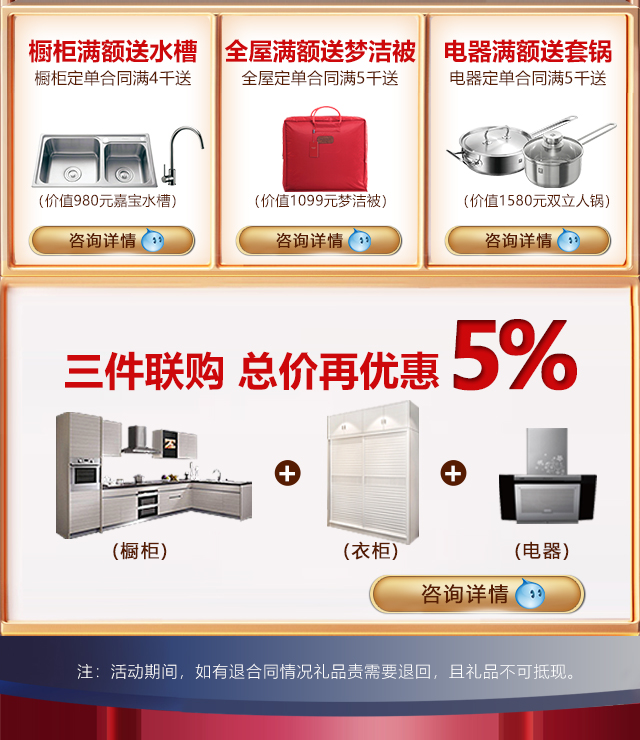 橱柜满额送水槽
橱柜定单合同满4千送
(价值980元嘉宝水槽)
咨询详情
全屋满额送梦洁被
全屋定单合同满5千送
(价值1099元梦洁被)
咨询详情
电器满额送套锅
电器定单合同满5千送
(价值1580元双立人锅)
咨询详情
三件联购 总价再优惠 5%
+ +
(橱柜) (衣柜) (电器)
咨询详情
注：活动期间，如有退合同情况礼品责需要退回，且礼品不可抵现。